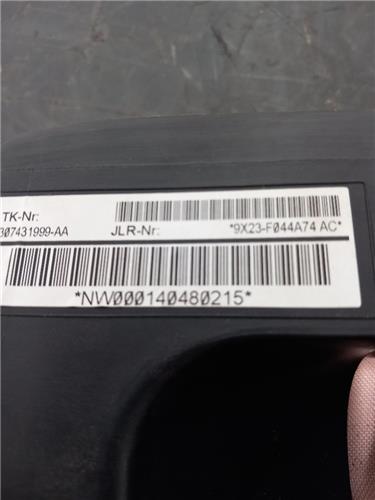 TK-Nr:
307431999-AA JLR-Nr: *9X23-F044A74 AC*
*NW000140480215*